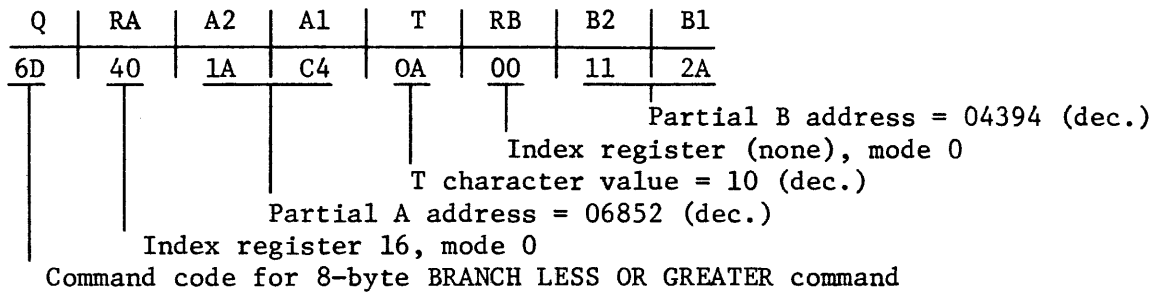 Q RA A2 A1 T RB B2 B1
6D 40 1A C4 0A 00 11 2A
Partial B address = 04394 (dec.)
Index register (none), mode 0
T character value = 10 (dec.)
Partial A address = 06852 (dec.)
Index register 16, mode 0
Command code for 8-byte BRANCH LESS OR GREATER command